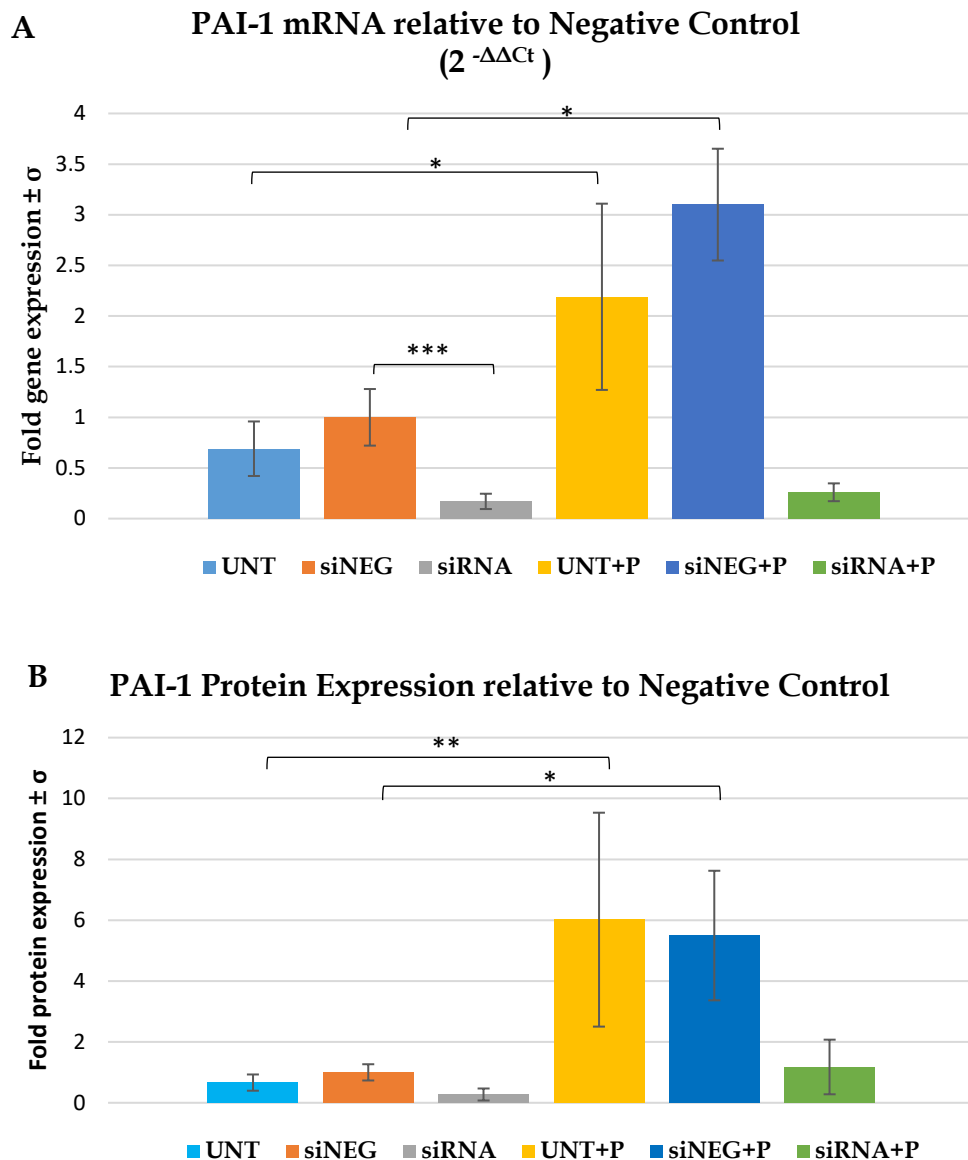 A
PAI-1 mRNA relative to Negative Control
(2 -ΔΔCt )
Fold gene expression ± σ
4
3.5
3
2.5
2
1.5
1
0.5
0
*
*
***
UNT siNEG siRNA UNT+P siNEG+P siRNA+P
B
PAI-1 Protein Expression relative to Negative Control
Fold protein expression ± σ
12
10
8
6
4
2
0
**
*
UNT siNEG siRNA UNT+P siNEG+P siRNA+P